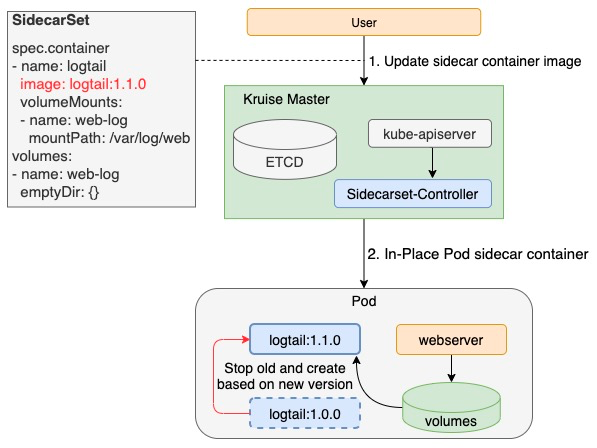 SidecarSet
spec.container
- name: logtail
image: logtail:1.1.0
volumeMounts:
- name: web-log
mountPath: /var/log/web
volumes:
- name: web-log
emptyDir: {}
User
1. Update sidecar container image
Kruise Master
ETCD
kube-apiserver
Sidecarset-Controller
2. In-Place Pod sidecar container
Pod
logtail:1.1.0
webserver
Stop old and create
based on new version
logtail:1.0.0
volumes